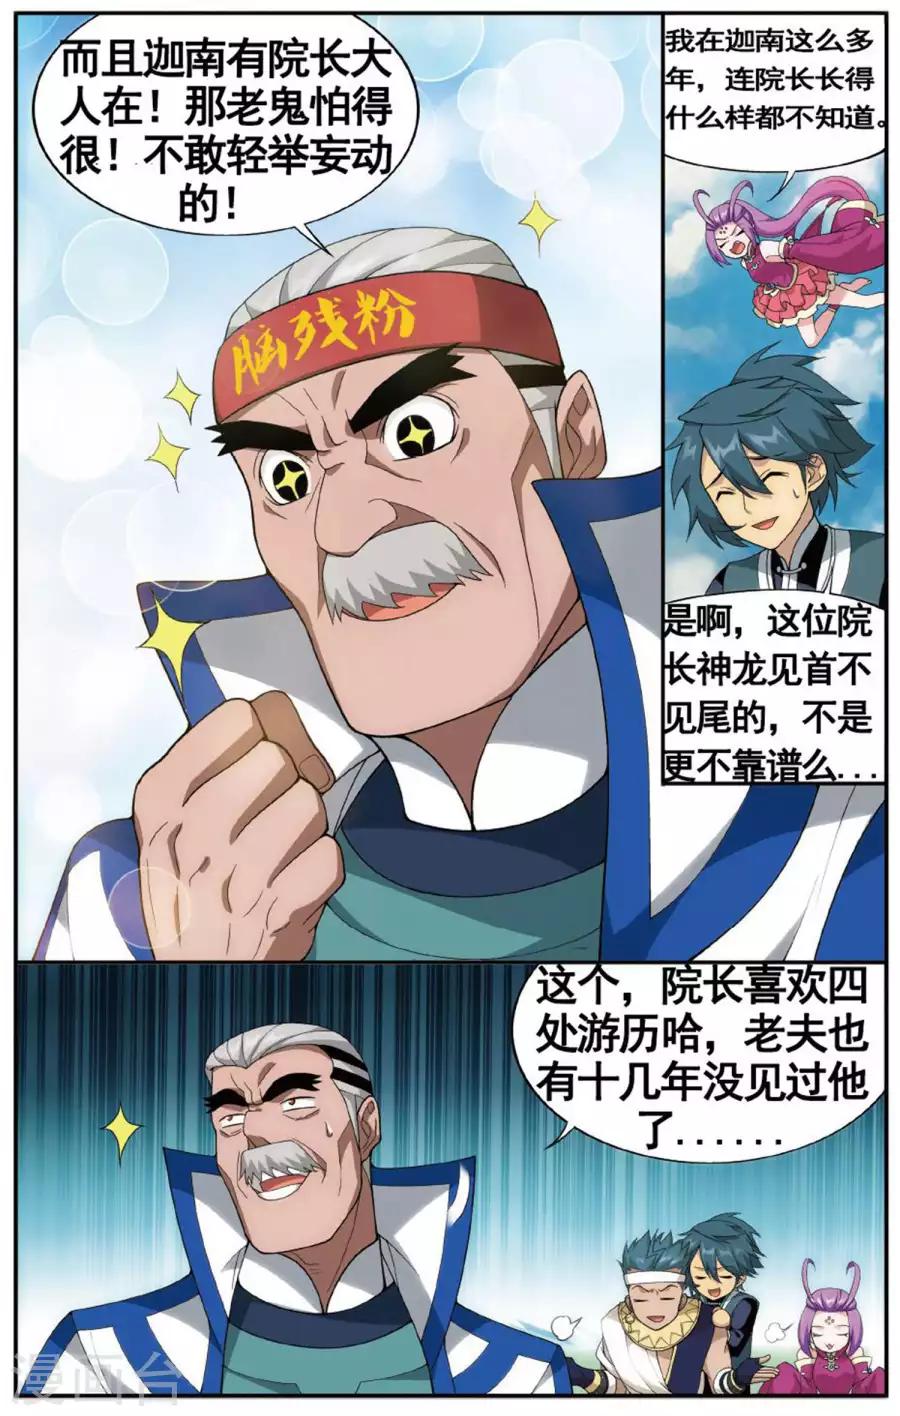 而且迦南有院长大
人在！那老鬼怕得
很！不敢轻举妄动
的！
脑残粉
我在迦南这么多
年，连院长长得
什么样都不知道。
是啊，这位院
长神龙见首不
见尾的，不是
更不靠谱么...
这个，院长喜欢四
处游历哈，老夫也
有十几年没见过他
了......
漫画台